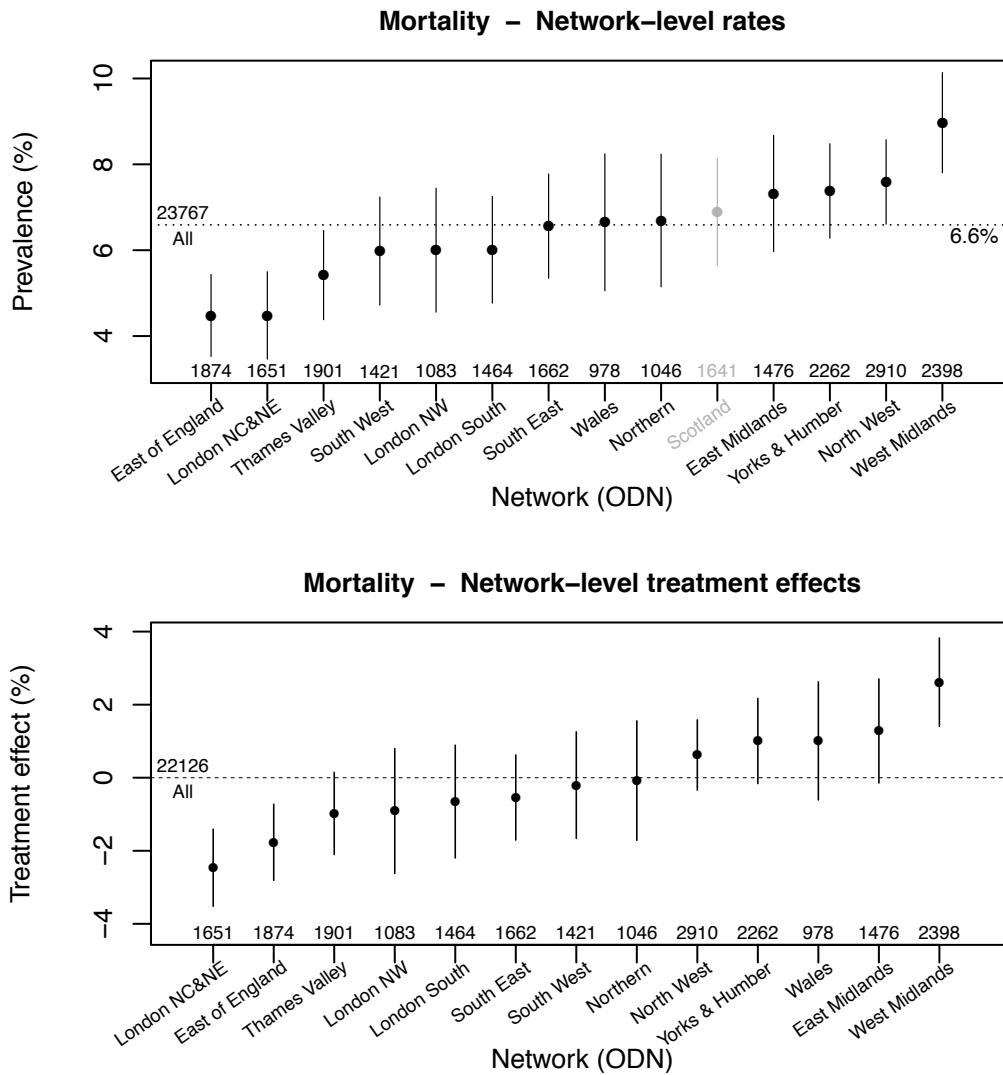 Mortality – Network–level rates
Prevalence (%)
10
8
6
4
23767
All
6.6%
1874 1651 1901 1421 1083 1464 1662 978 1046 1641 1476 2262 2910 2398
East of England London NC&NE Thames Valley South West London NW London South South East Wales Northern Scotland East Midlands Yorks & Humber North West West Midlands
Network (ODN)
Mortality – Network–level treatment effects
Treatment effect (%)
4
2
0
−2
−4
22126
All
1651 1874 1901 1083 1464 1662 1421 1046 2910 2262 978 1476 2398
London NC&NE East of England Thames Valley London NW London South South East South West Northern North West Yorks & Humber Wales East Midlands West Midlands
Network (ODN)